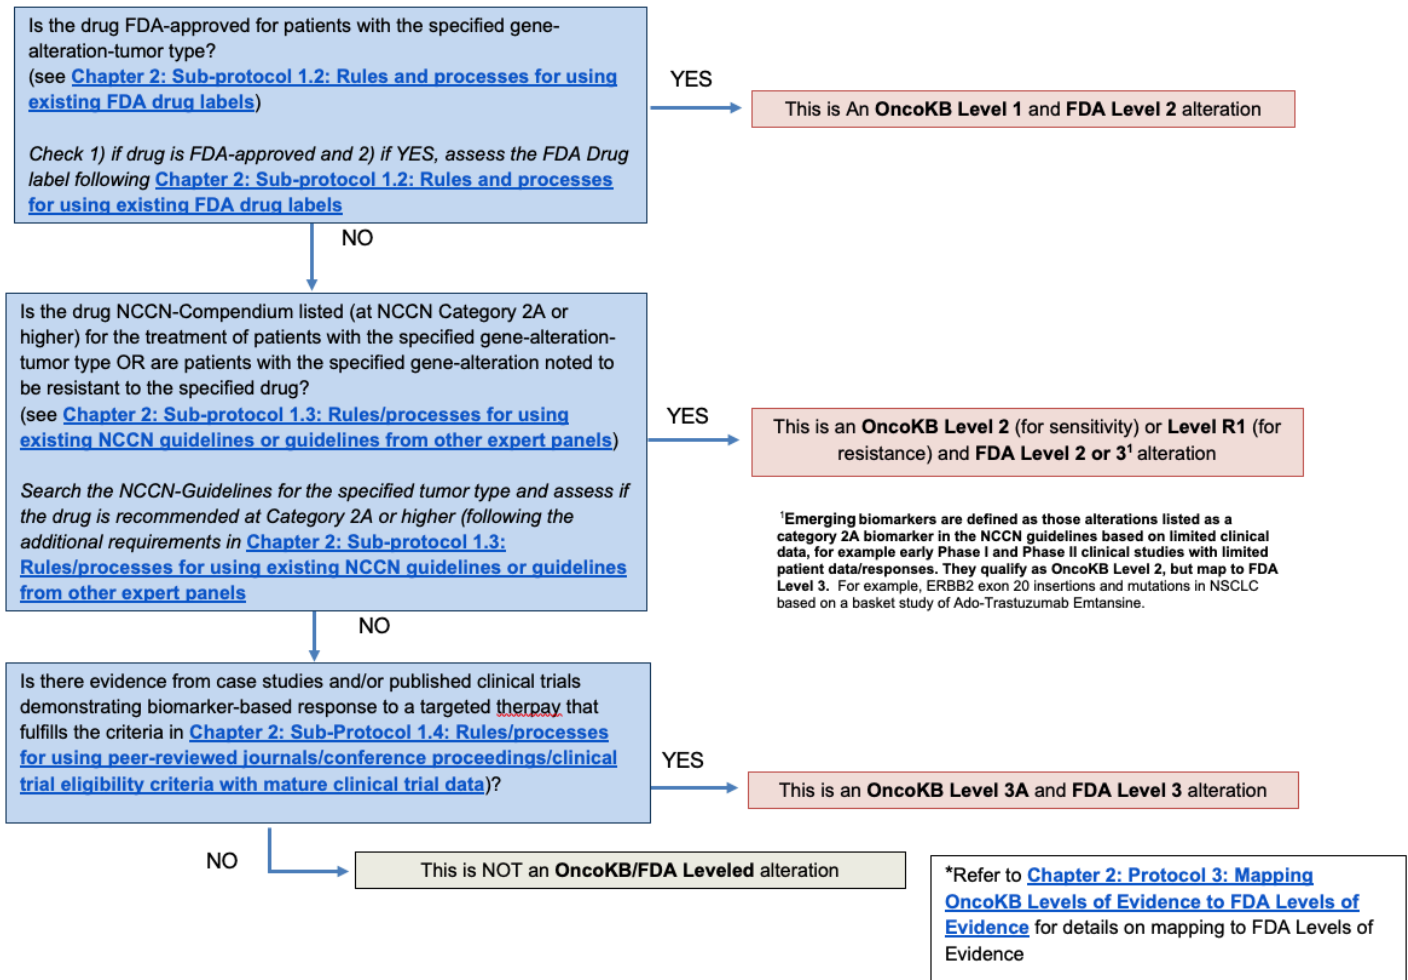 Is the drug FDA-approved for patients with the specified gene-
alteration-tumor type?
(see Chapter 2: Sub-protocol 1.2: Rules and processes for using
existing FDA drug labels)
Check 1) if drug is FDA-approved and 2) if YES, assess the FDA Drug
label following Chapter 2: Sub-protocol 1.2: Rules and processes
for using existing FDA drug labels
YES
This is An OncoKB Level 1 and FDA Level 2 alteration
NO
Is the drug NCCN-Compendium listed (at NCCN Category 2A or
higher) for the treatment of patients with the specified gene-alteration-
tumor type OR are patients with the specified gene-alteration noted to
be resistant to the specified drug?
(see Chapter 2: Sub-protocol 1.3: Rules/processes for using
existing NCCN guidelines or guidelines from other expert panels)
Search the NCCN-Guidelines for the specified tumor type and assess if
the drug is recommended at Category 2A or higher (following the
additional requirements in Chapter 2: Sub-protocol 1.3:
Rules/processes for using existing NCCN guidelines or guidelines
from other expert panels
YES
This is an OncoKB Level 2 (for sensitivity) or Level R1 (for
resistance) and FDA Level 2 or 3¹ alteration
¹Emerging biomarkers are defined as those alterations listed as a
category 2A biomarker in the NCCN guidelines based on limited clinical
data, for example early Phase I and Phase II clinical studies with limited
patient data/responses. They qualify as OncoKB Level 2, but map to FDA
Level 3. For example, ERBB2 exon 20 insertions and mutations in NSCLC
based on a basket study of Ado-Trastuzumab Emtansine.
NO
Is there evidence from case studies and/or published clinical trials
demonstrating biomarker-based response to a targeted therpay that
fulfills the criteria in Chapter 2: Sub-Protocol 1.4: Rules/processes
for using peer-reviewed journals/conference proceedings/clinical
trial eligibility criteria with mature clinical trial data)?
YES
This is an OncoKB Level 3A and FDA Level 3 alteration
NO
This is NOT an OncoKB/FDA Leveled alteration
*Refer to Chapter 2: Protocol 3: Mapping
OncoKB Levels of Evidence to FDA Levels of
Evidence for details on mapping to FDA Levels of
Evidence